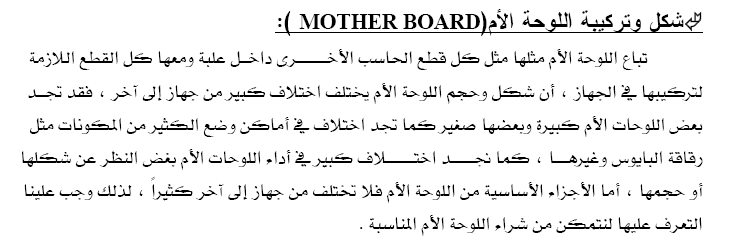 شكل وتركيبة اللوحة الأم(MOTHER BOARD ):
تباع اللوحة الأم مثلها مثل كل قطع الحاسب الأخـــرى داخـل علبة ومعها كل القطع اللازمة
لتركيبها في الجهاز ، أن شكل وحجم اللوحة الأم يختلف اختلاف كبير من جهاز إلى آخر ، فقد تجـد
بعض اللوحات الأم كبيرة وبعضها صغير كما تجد اختلاف في أماكن وضع الكثير من المكونات مثل
رقاقة البايوس وغيرهـا ، كما نجـــد اختــــلاف كبير في أداء اللوحات الأم بغض النظر عن شكلها
أو حجمها ، أما الأجزاء الأساسية من اللوحة الأم فلا تختلف من جهاز إلى آخر كثيراً ، لذلك وجب علينا
التعرف عليها لنتمكن من شراء اللوحة الأم المناسبة .